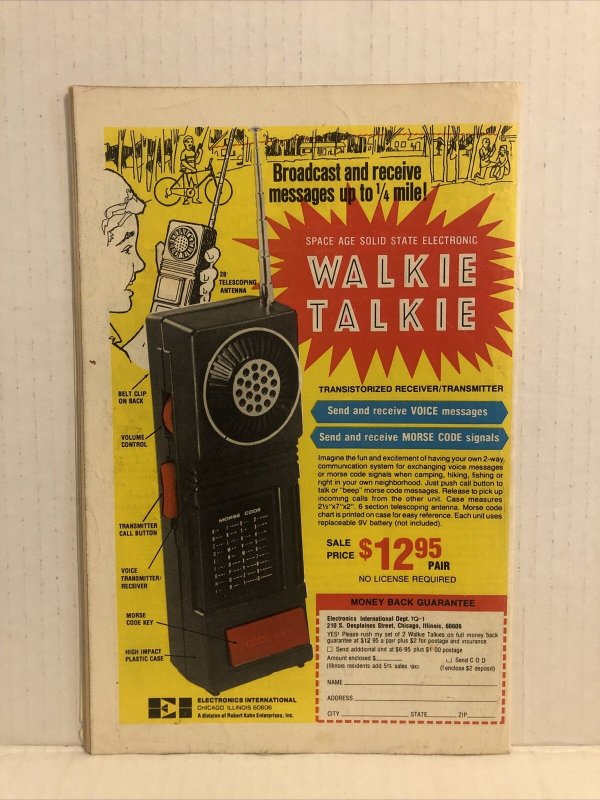 Broadcast and receive
messages up to 1/4 mile!
SPACE AGE SOLID STATE ELECTRONIC
WALKIE
TALKIE
28"
TELESCOPING
ANTENNA
BELT CLIP
ON BACK
VOLUME
CONTROL
TRANSMITTER
CALL BUTTON
VOICE
TRANSMITTER/
RECEIVER
MORSE
CODE KEY
HIGH IMPACT
PLASTIC CASE
MORSE CODE
CODE KEY
TRANSISTORIZED RECEIVER/TRANSMITTER
Send and receive VOICE messages
Send and receive MORSE CODE signals
Imagine the fun and excitement of having your own 2-way
communication system for exchanging voice messages
or morse code signals when camping, hiking, fishing or
right in your own neighborhood. Just push call button to
talk or "beep" morse code messages. Release to pick up
incoming calls from the other unit. Case measures
2½"x7"x2". 6 section telescoping antenna. Morse code
chart is printed on case for easy reference. Each unit uses
replaceable 9V battery (not included).
SALE
PRICE $12.95
PAIR
NO LICENSE REQUIRED
MONEY BACK GUARANTEE
Electronics International Dept. 1Q-1
210 S. Desplaines Street, Chicago, Illinois, 60606
YES! Please rush my set of 2 Walkie Talkies on full money back
guarantee at $12.95 a pair plus $2 for postage and insurance
Send additional unit at $6.95 plus $1.00 postage
Amount enclosed $
Send C.O.D.
(Illinois residents add 5% sales tax)
(enclose $2 deposit)
NAME
ADDRESS
CITY STATE ZIP
EI
ELECTRONICS INTERNATIONAL
CHICAGO ILLINOIS 60606
A division of Robert Kahn Enterprises, Inc.